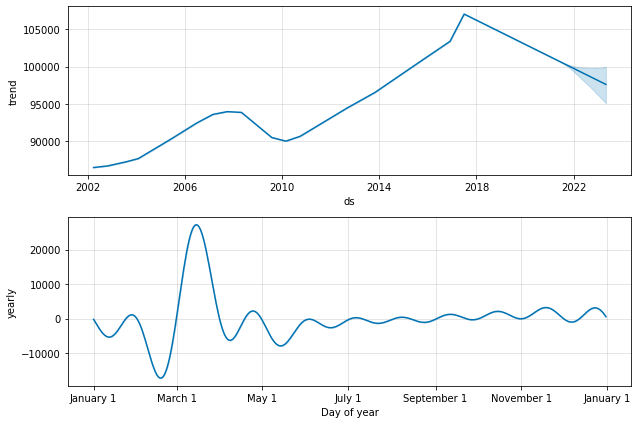 105000
100000
95000
90000
trend
2002
2006
2010
2014
2018
2022
ds
20000
10000
0
−10000
yearly
January 1
March 1
May 1
July 1
September 1
November 1
January 1
Day of year